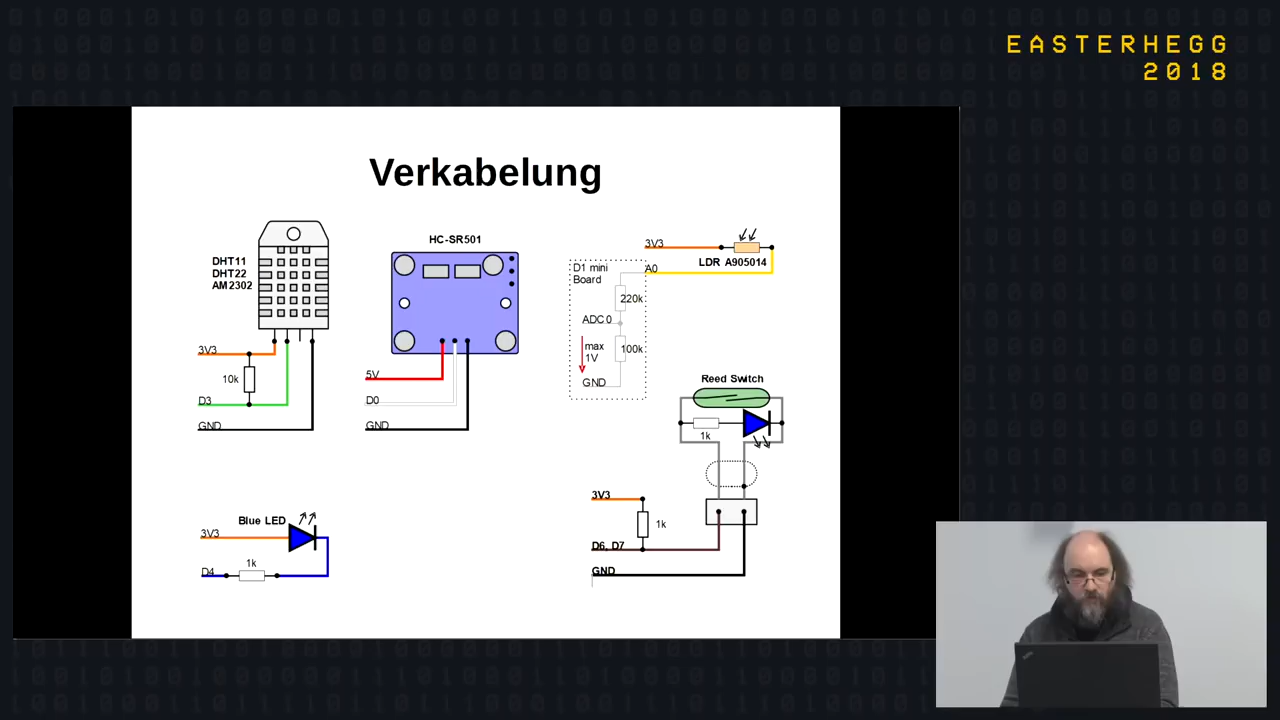 EASTERHEGG
2018
Verkabelung
DHT11
DHT22
AM2302
3V3
10k
D3
GND
HC-SR501
5V
D0
GND
3V3
LDR A905014
A0
D1 mini
Board
220k
ADC0
100k
max
1V
GND
Reed Switch
1k
3V3
1k
D6, D7
GND
Blue LED
3V3
1k
D4